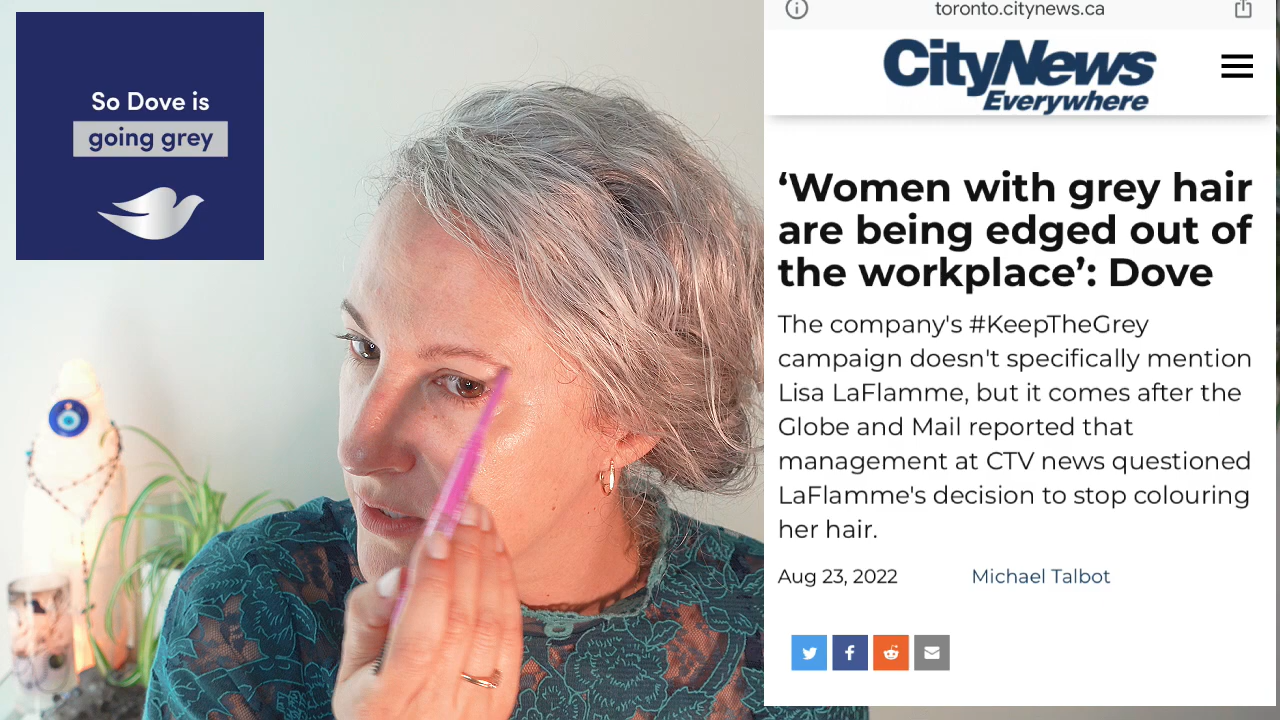 So Dove is
going grey
toronto.citynews.ca
CityNews
Everywhere
‘Women with grey hair
are being edged out of
the workplace’: Dove
The company's #KeepTheGrey
campaign doesn't specifically mention
Lisa LaFlamme, but it comes after the
Globe and Mail reported that
management at CTV news questioned
LaFlamme's decision to stop colouring
her hair.
Aug 23, 2022 Michael Talbot